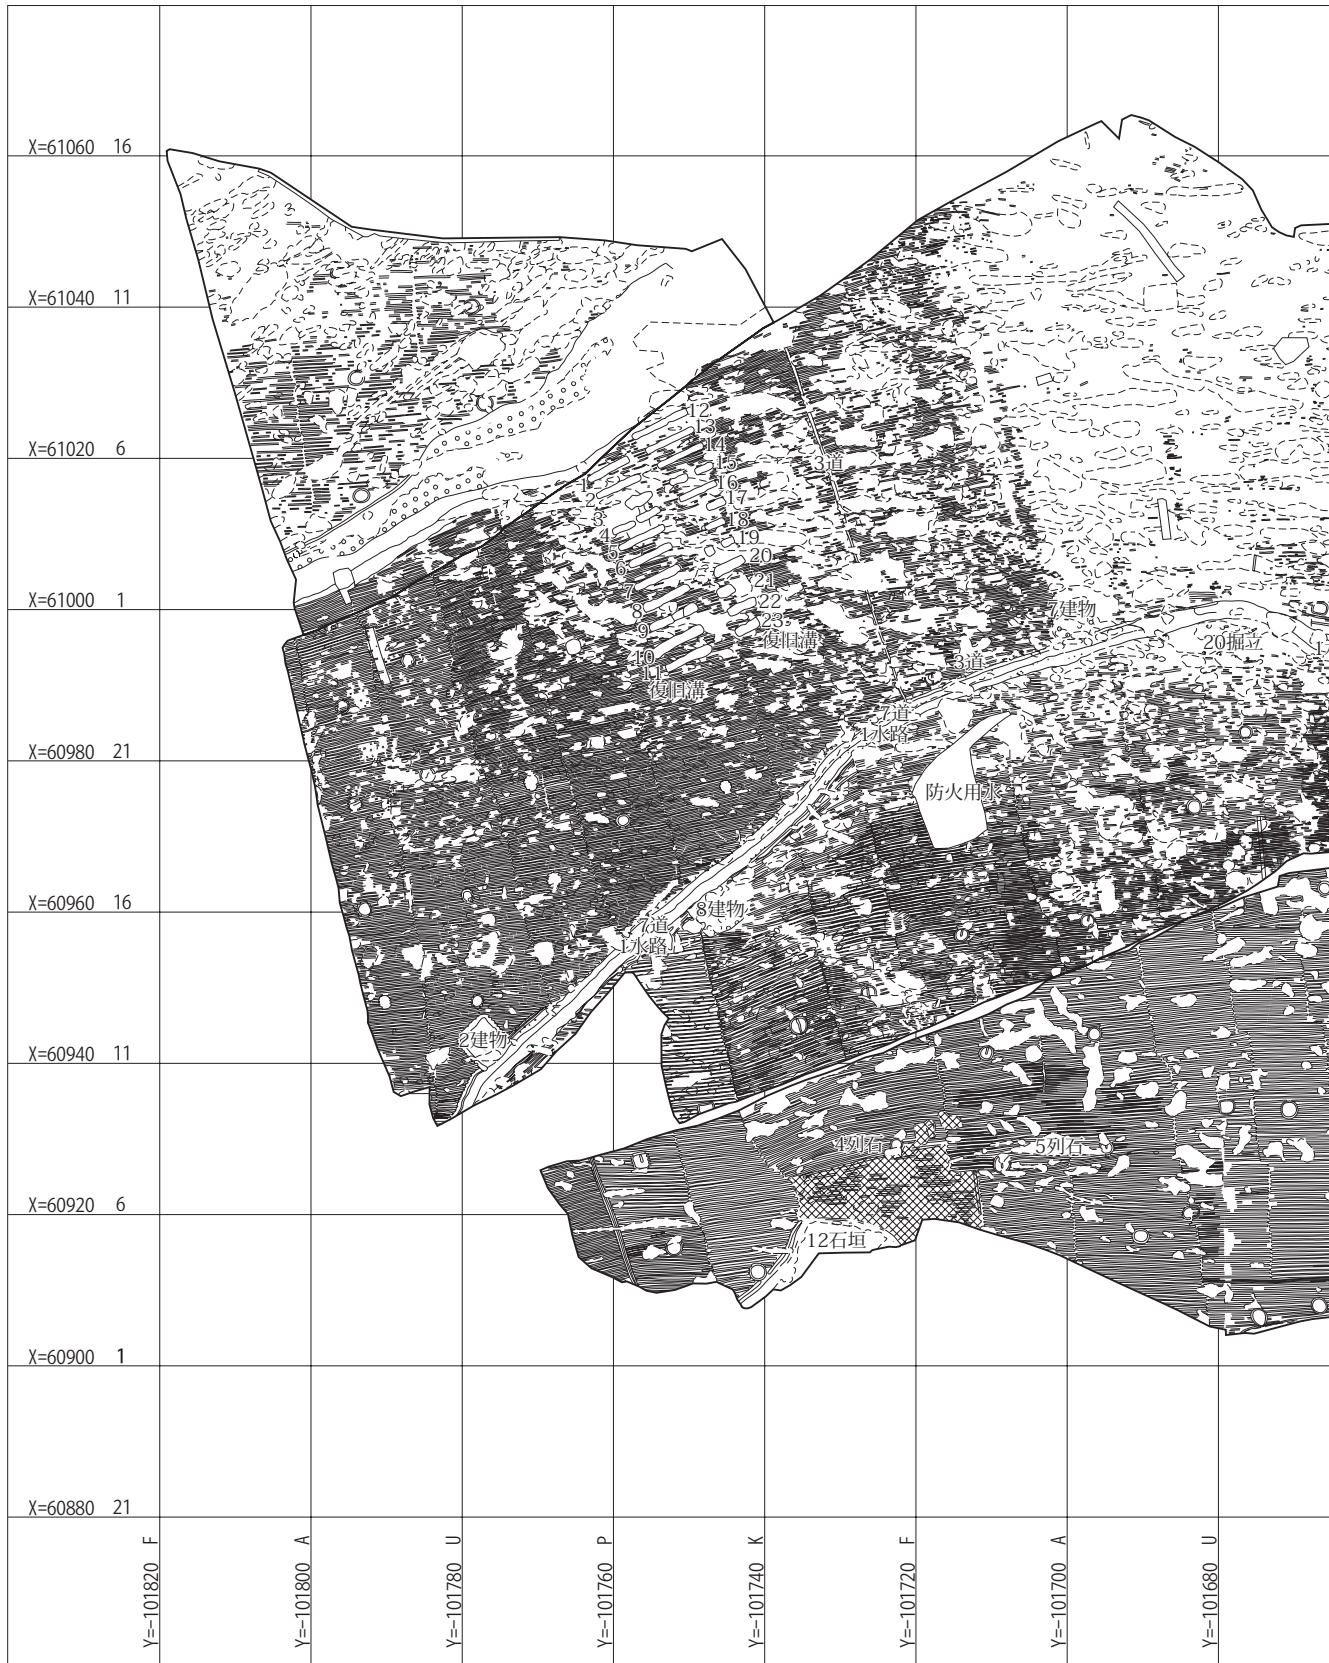 X=61060 16
X=61040 11
12
13
14
X=61020 6
15
3道
1
16
2
17
3
18
4
19
5
20
6
21
7
22
X=61000 1
7建物
8
23
9
復旧溝
20掘立
1
10
3道
11
復旧溝
7道
1水路
X=60980 21
防火用水
X=60960 16
8建物
7道
1水路
2建物
X=60940 11
4列石
5列石
X=60920 6
12石垣
X=60900 1
X=60880 21
Y=-101820 F
Y=-101800 A
Y=-101780 U
Y=-101760 P
Y=-101740 K
Y=-101720 F
Y=-101700 A
Y=-101680 U